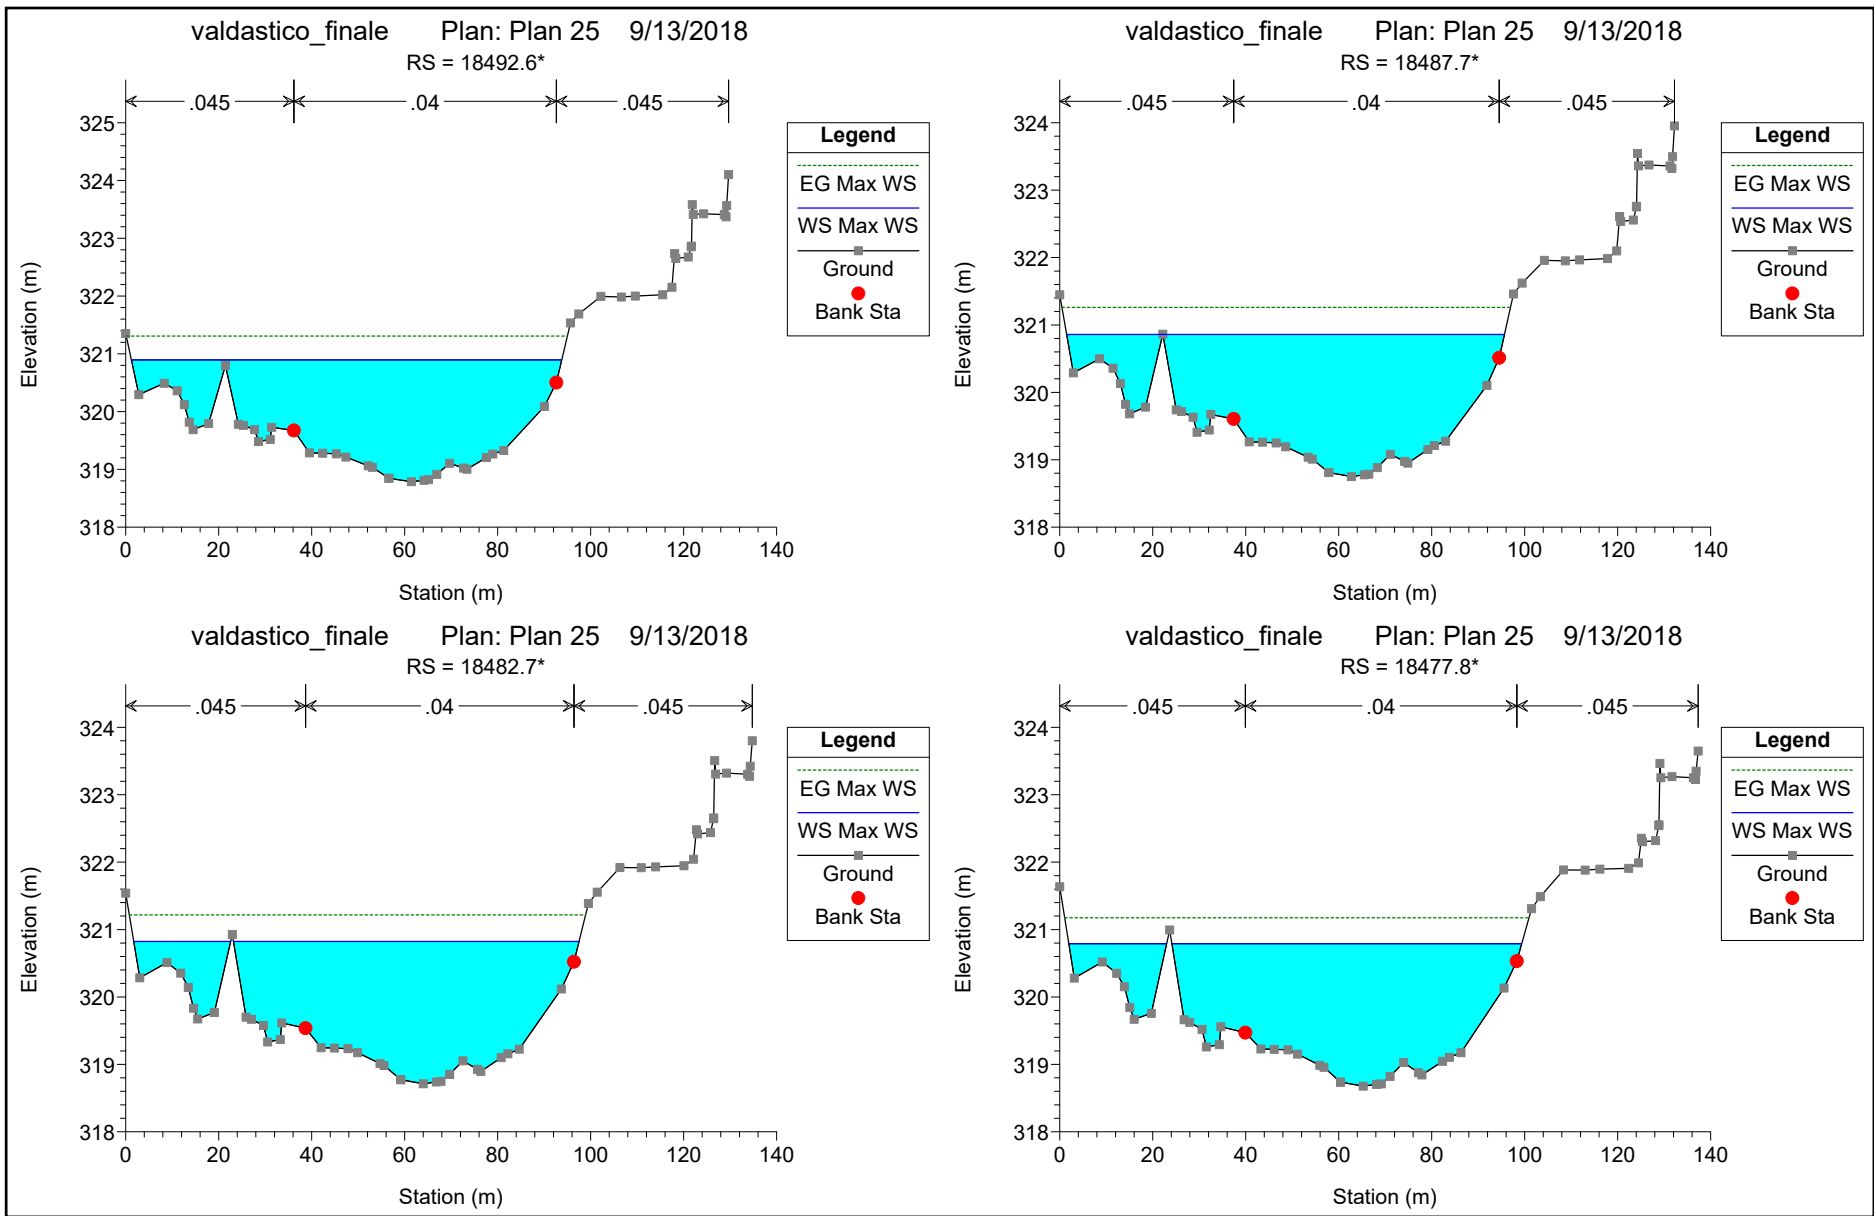 valdastico_finale Plan: Plan 25 9/13/2018
RS = 18492.6*
.045 .04 .045
325
324
323
322
321
320
319
318
Elevation (m)
0 20 40 60 80 100 120 140
Station (m)
Legend
EG Max WS
WS Max WS
Ground
Bank Sta
valdastico_finale Plan: Plan 25 9/13/2018
RS = 18487.7*
.045 .04 .045
324
323
322
321
320
319
318
Elevation (m)
0 20 40 60 80 100 120 140
Station (m)
Legend
EG Max WS
WS Max WS
Ground
Bank Sta
valdastico_finale Plan: Plan 25 9/13/2018
RS = 18482.7*
.045 .04 .045
324
323
322
321
320
319
318
Elevation (m)
0 20 40 60 80 100 120 140
Station (m)
Legend
EG Max WS
WS Max WS
Ground
Bank Sta
valdastico_finale Plan: Plan 25 9/13/2018
RS = 18477.8*
.045 .04 .045
324
323
322
321
320
319
318
Elevation (m)
0 20 40 60 80 100 120 140
Station (m)
Legend
EG Max WS
WS Max WS
Ground
Bank Sta